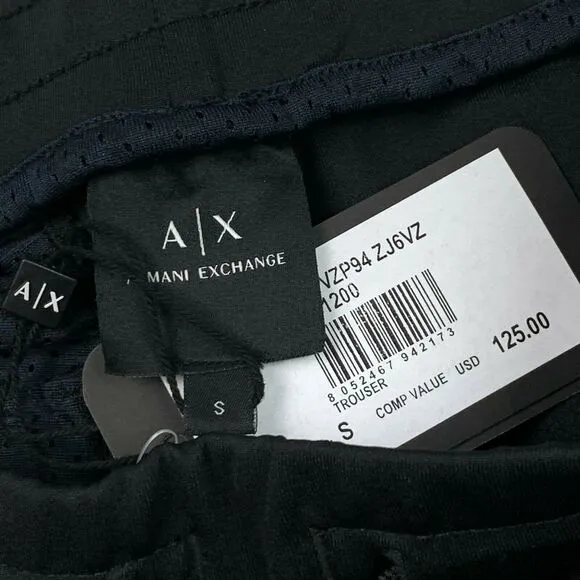 A|X
MANI EXCHANGE
A|X
S
VZP94 ZJ6VZ
1200
8 052467 942173
TROUSER
S COMP VALUE USD 125.00